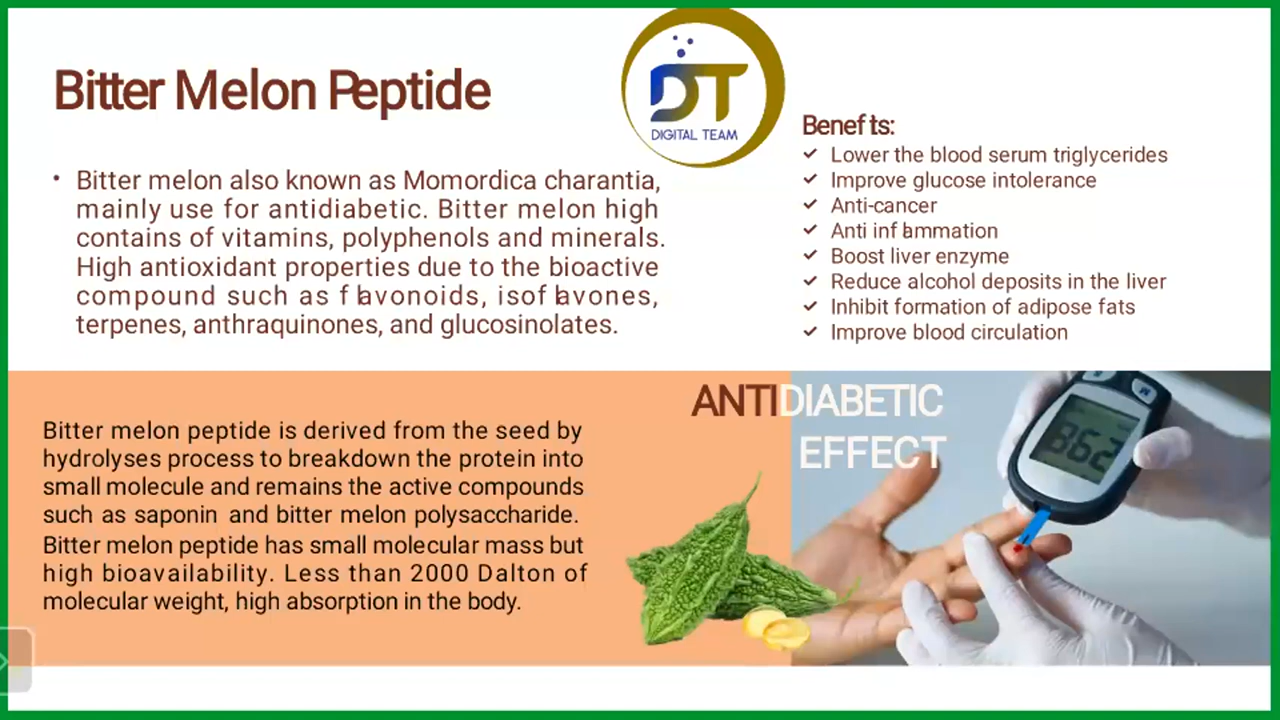 Bitter Melon Peptide
• Bitter melon also known as Momordica charantia,
mainly use for antidiabetic. Bitter melon high
contains of vitamins, polyphenols and minerals.
High antioxidant properties due to the bioactive
compound such as flavonoids, isoflavones,
terpenes, anthraquinones, and glucosinolates.
DT
DIGITAL TEAM
Benefits:
✓ Lower the blood serum triglycerides
✓ Improve glucose intolerance
✓ Anti-cancer
✓ Anti inflammation
✓ Boost liver enzyme
✓ Reduce alcohol deposits in the liver
✓ Inhibit formation of adipose fats
✓ Improve blood circulation
Bitter melon peptide is derived from the seed by
hydrolyses process to breakdown the protein into
small molecule and remains the active compounds
such as saponin and bitter melon polysaccharide.
Bitter melon peptide has small molecular mass but
high bioavailability. Less than 2000 Dalton of
molecular weight, high absorption in the body.
ANTIDIABETIC
EFFECT